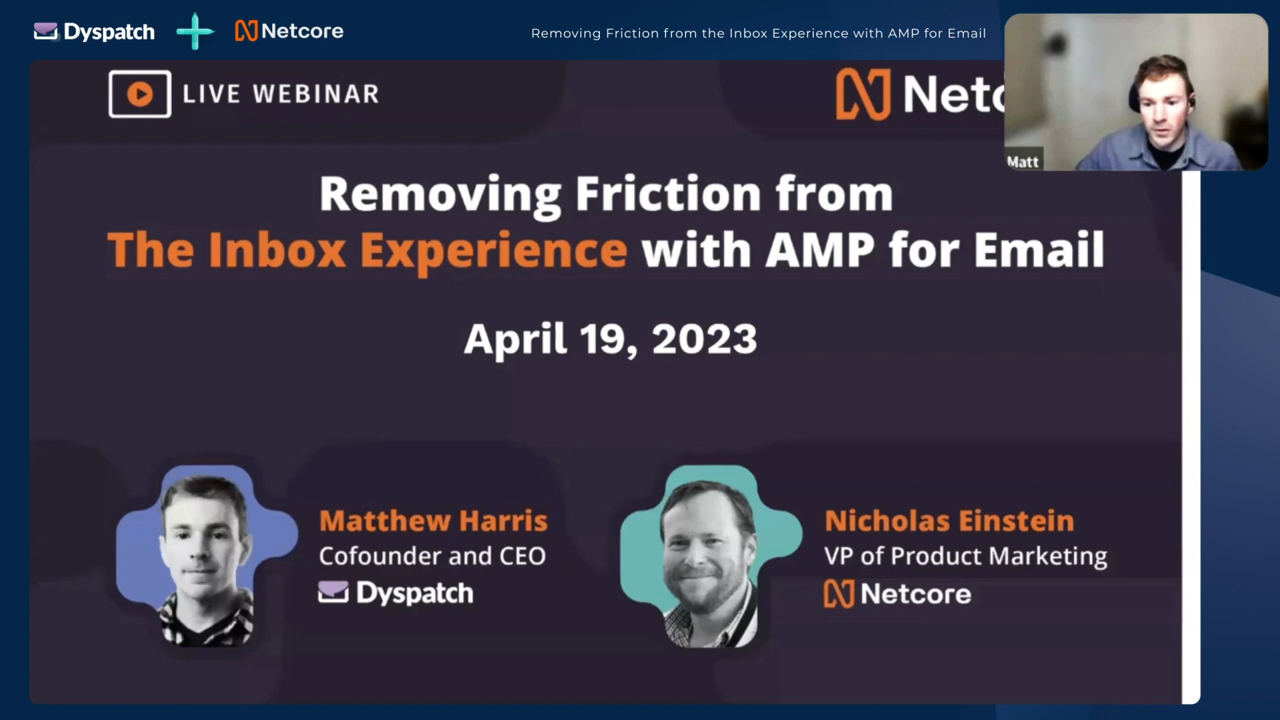 Dyspatch
Netcore
Removing Friction from the Inbox Experience with AMP for Email
LIVE WEBINAR
Netc
Matt
Removing Friction from
The Inbox Experience with AMP for Email
April 19, 2023
Matthew Harris
Cofounder and CEO
Dyspatch
Nicholas Einstein
VP of Product Marketing
Netcore